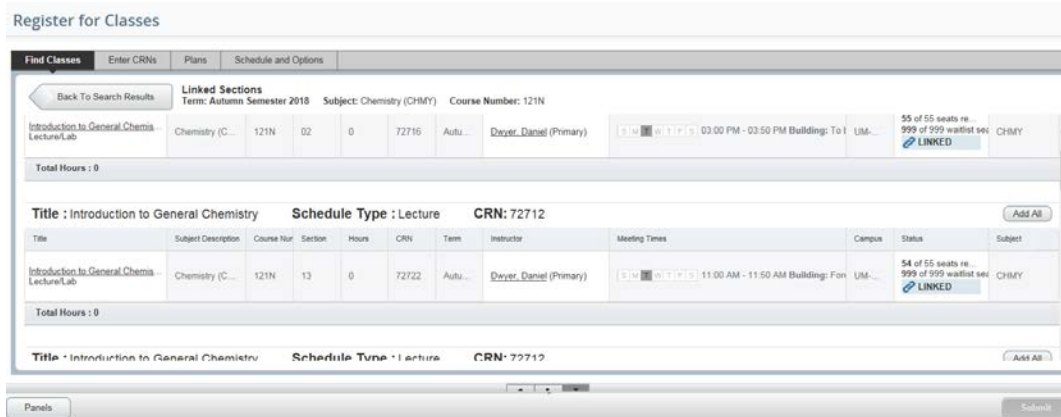 Register for Classes
Find Classes Enter CRNs Plans Schedule and Options
Back To Search Results
Linked Sections
Term: Autumn Semester 2018 Subject: Chemistry (CHMY) Course Number: 121N
Introduction to General Chemis...
Lecture/Lab
Chemistry (C... 121N 02 0 72716 Autu... Dwyer, Daniel (Primary) S M T W T F S 03:00 PM - 03:50 PM Building: To UM-...
55 of 55 seats re...
999 of 999 waitlist sea
LINKED
CHMY
Total Hours : 0
Title : Introduction to General Chemistry Schedule Type : Lecture CRN: 72712 Add All
Title Subject Description Course Nur Section Hours CRN Term Instructor Meeting Times Campus Status Subject
Introduction to General Chemis...
Lecture/Lab
Chemistry (C... 121N 13 0 72722 Autu... Dwyer, Daniel (Primary) S M T W T F S 11:00 AM - 11:50 AM Building: For UM-...
54 of 55 seats re...
999 of 999 waitlist sea
LINKED
CHMY
Total Hours : 0
Title : Introduction to General Chemistry Schedule Type : Lecture CRN: 72712 Add All
Panels Submit